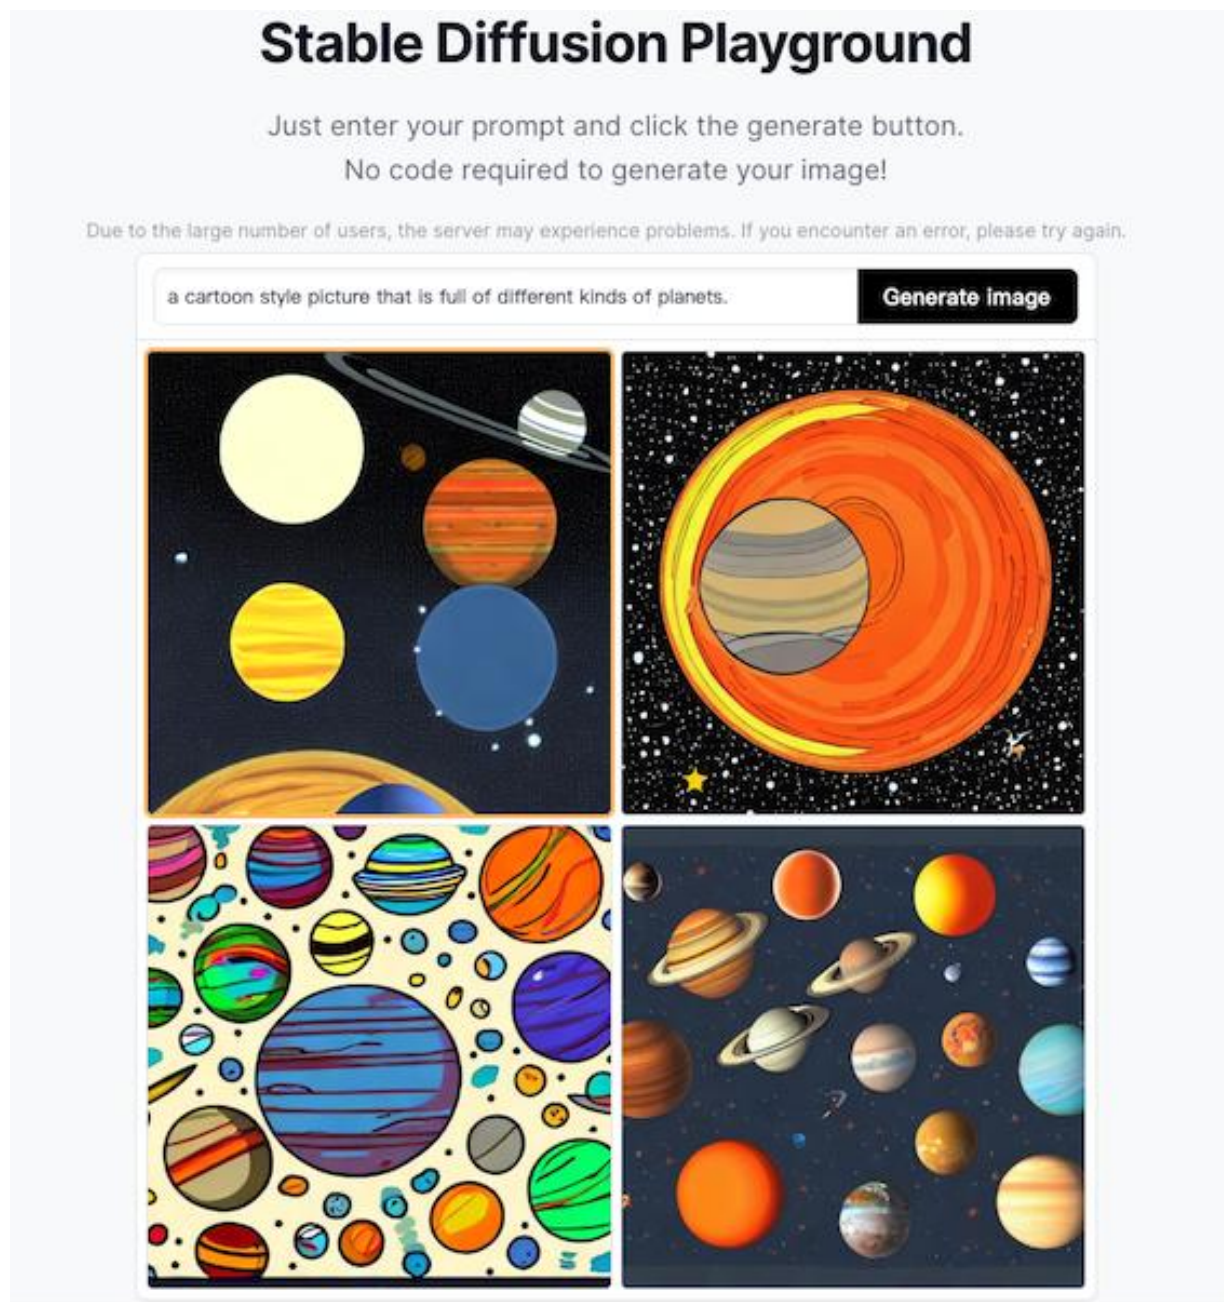 Stable Diffusion Playground
Just enter your prompt and click the generate button.
No code required to generate your image!
Due to the large number of users, the server may experience problems. If you encounter an error, please try again.
a cartoon style picture that is full of different kinds of planets.
Generate image